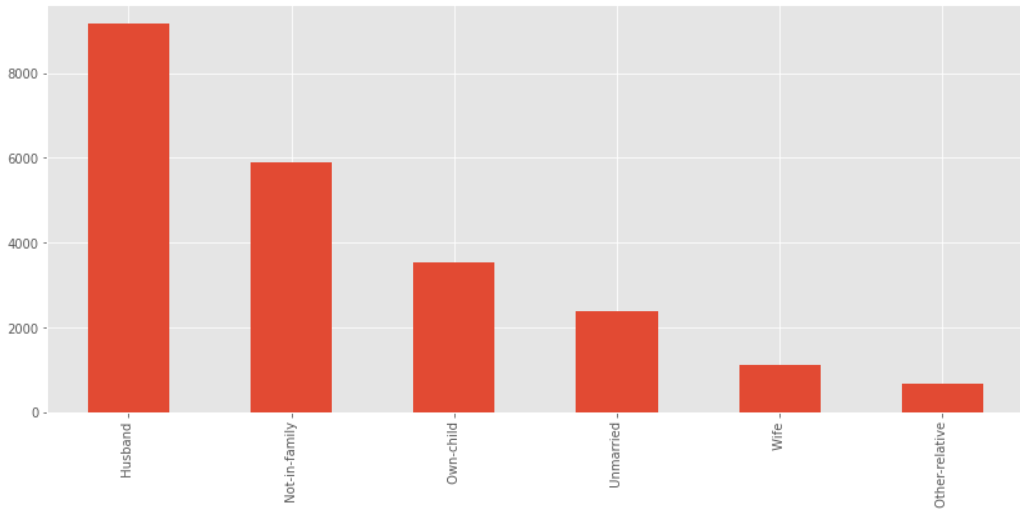 8000
6000
4000
2000
0
Husband
Not-in-family
Own-child
Unmarried
Wife
Other-relative